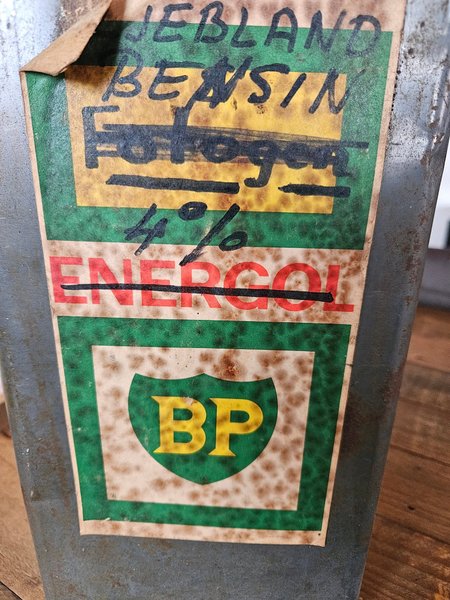 JEBLAND
BENSIN
Fotogen
4%
ENERGOL
BP